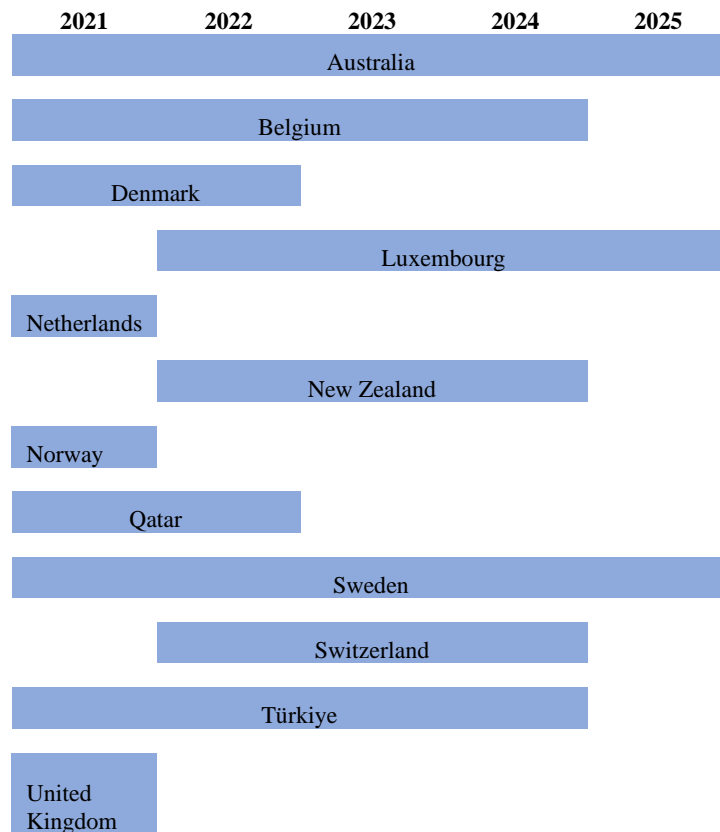 2021 2022 2023 2024 2025
Australia
Belgium
Denmark
Luxembourg
Netherlands
New Zealand
Norway
Qatar
Sweden
Switzerland
Türkiye
United
Kingdom